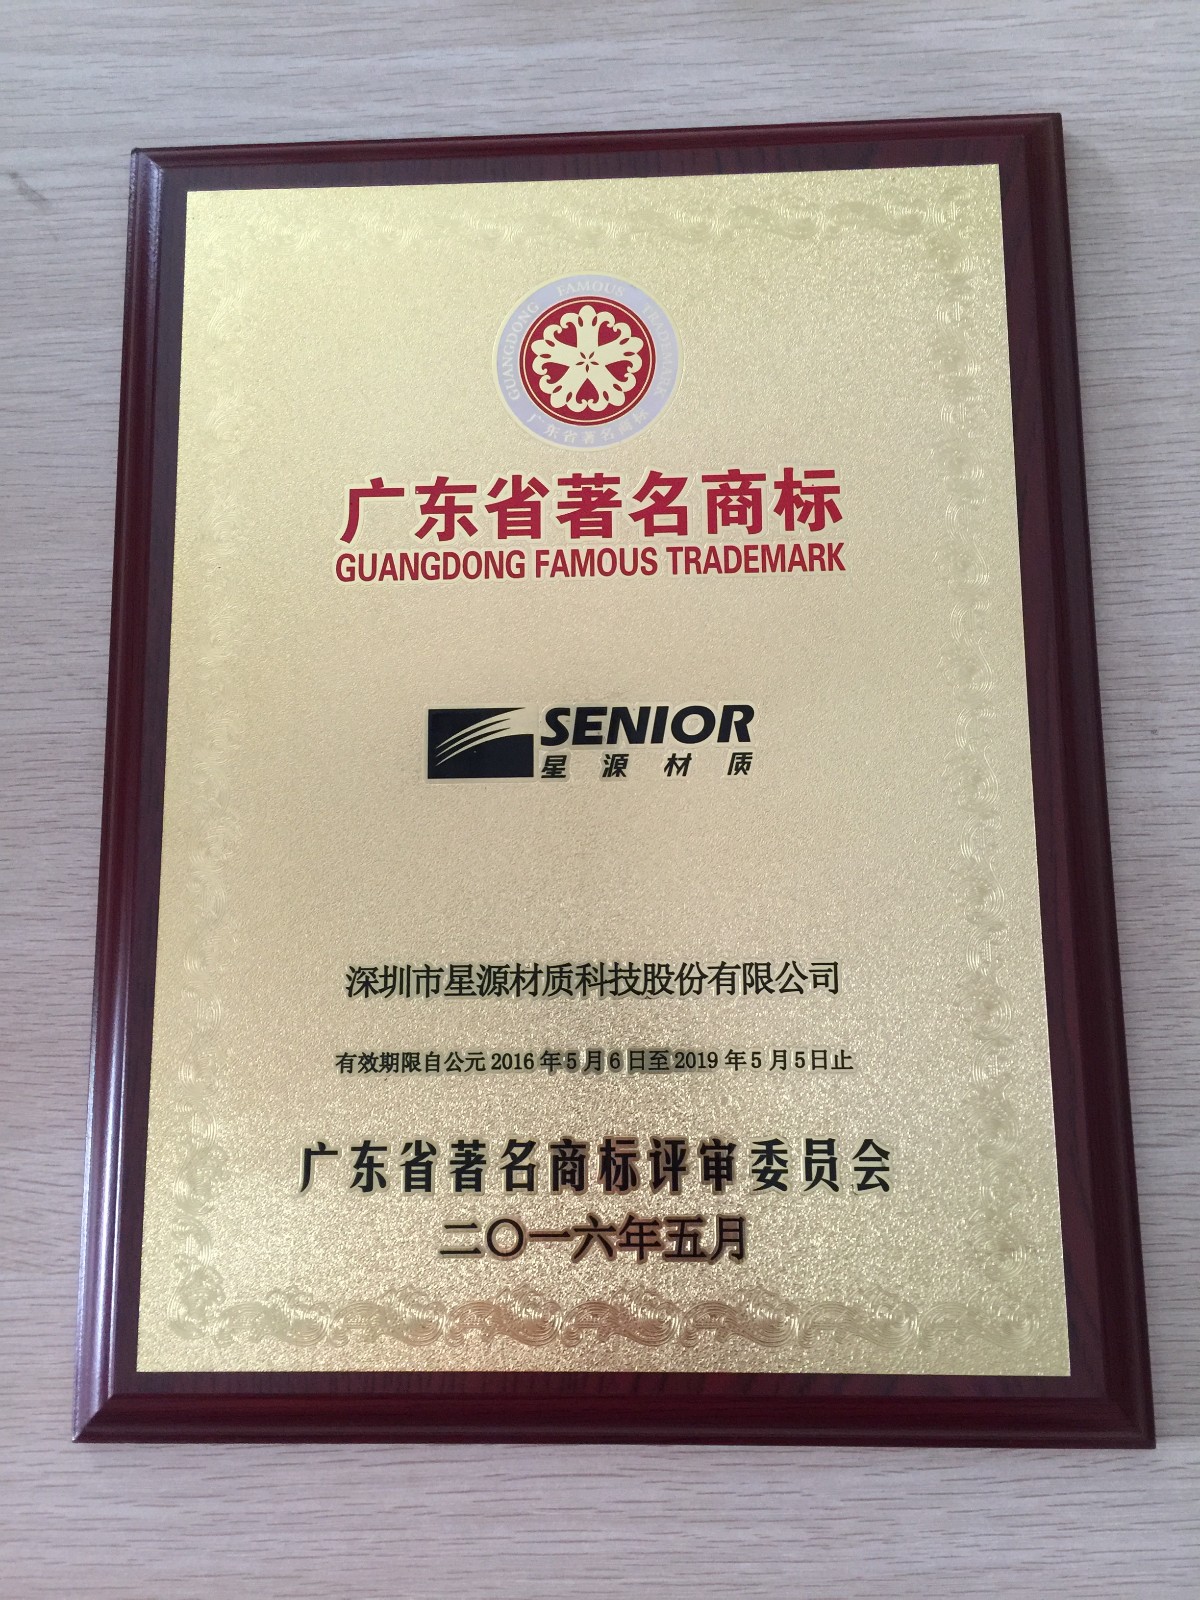 GUANGDONG FAMOUS TRADEMARK
广东省著名商标
广东省著名商标
GUANGDONG FAMOUS TRADEMARK
SENIOR
星源材质
深圳市星源材质科技股份有限公司
有效期限自公元2016年5月6日至2019年5月5日止
广东省著名商标评审委员会
二〇一六年五月